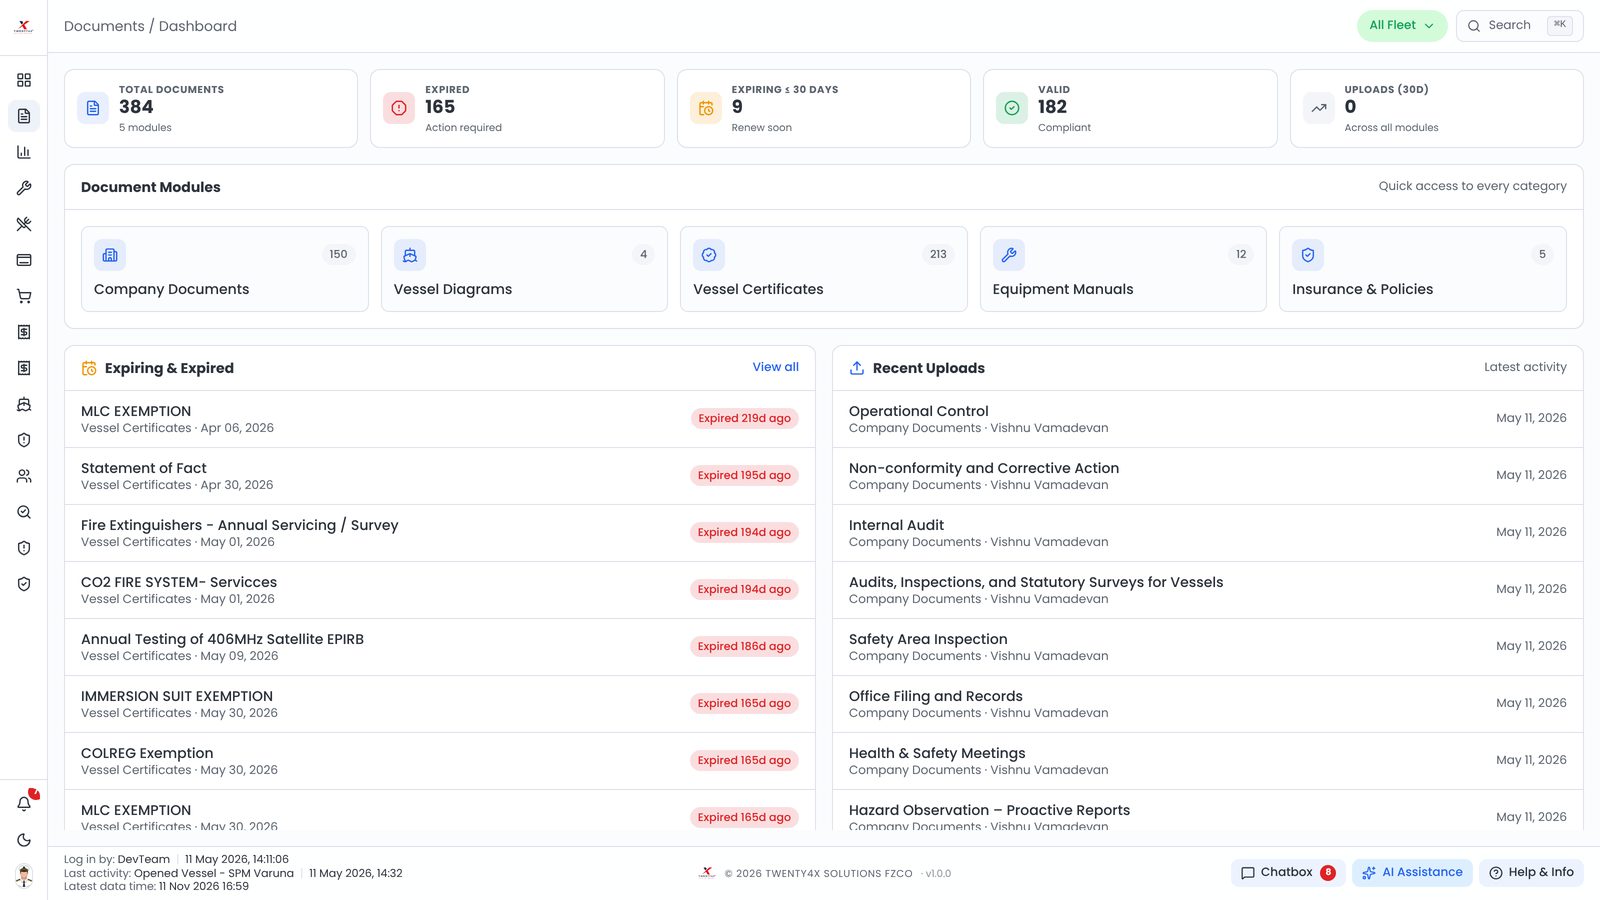 Documents / Dashboard
All Fleet
Search
⌘K
TOTAL DOCUMENTS
384
5 modules
EXPIRED
165
Action required
EXPIRING ≤ 30 DAYS
9
Renew soon
VALID
182
Compliant
UPLOADS (30D)
0
Across all modules
Document Modules
Quick access to every category
150
Company Documents
4
Vessel Diagrams
213
Vessel Certificates
12
Equipment Manuals
5
Insurance & Policies
Expiring & Expired
View all
MLC EXEMPTION
Vessel Certificates · Apr 06, 2026
Expired 219d ago
Statement of Fact
Vessel Certificates · Apr 30, 2026
Expired 195d ago
Fire Extinguishers - Annual Servicing / Survey
Vessel Certificates · May 01, 2026
Expired 194d ago
CO2 FIRE SYSTEM- Servicces
Vessel Certificates · May 01, 2026
Expired 194d ago
Annual Testing of 406MHz Satellite EPIRB
Vessel Certificates · May 09, 2026
Expired 186d ago
IMMERSION SUIT EXEMPTION
Vessel Certificates · May 30, 2026
Expired 165d ago
COLREG Exemption
Vessel Certificates · May 30, 2026
Expired 165d ago
MLC EXEMPTION
Vessel Certificates · May 30, 2026
Expired 165d ago
Recent Uploads
Latest activity
Operational Control
Company Documents · Vishnu Vamadevan
May 11, 2026
Non-conformity and Corrective Action
Company Documents · Vishnu Vamadevan
May 11, 2026
Internal Audit
Company Documents · Vishnu Vamadevan
May 11, 2026
Audits, Inspections, and Statutory Surveys for Vessels
Company Documents · Vishnu Vamadevan
May 11, 2026
Safety Area Inspection
Company Documents · Vishnu Vamadevan
May 11, 2026
Office Filing and Records
Company Documents · Vishnu Vamadevan
May 11, 2026
Health & Safety Meetings
Company Documents · Vishnu Vamadevan
May 11, 2026
Hazard Observation – Proactive Reports
Company Documents · Vishnu Vamadevan
May 11, 2026
Log in by: DevTeam | 11 May 2026, 14:11:06
Last activity: Opened Vessel - SPM Varuna | 11 May 2026, 14:32
Latest data time: 11 Nov 2026 16:59
© 2026 TWENTY4X SOLUTIONS FZCO · v1.0.0
Chatbox 8
AI Assistance
Help & Info